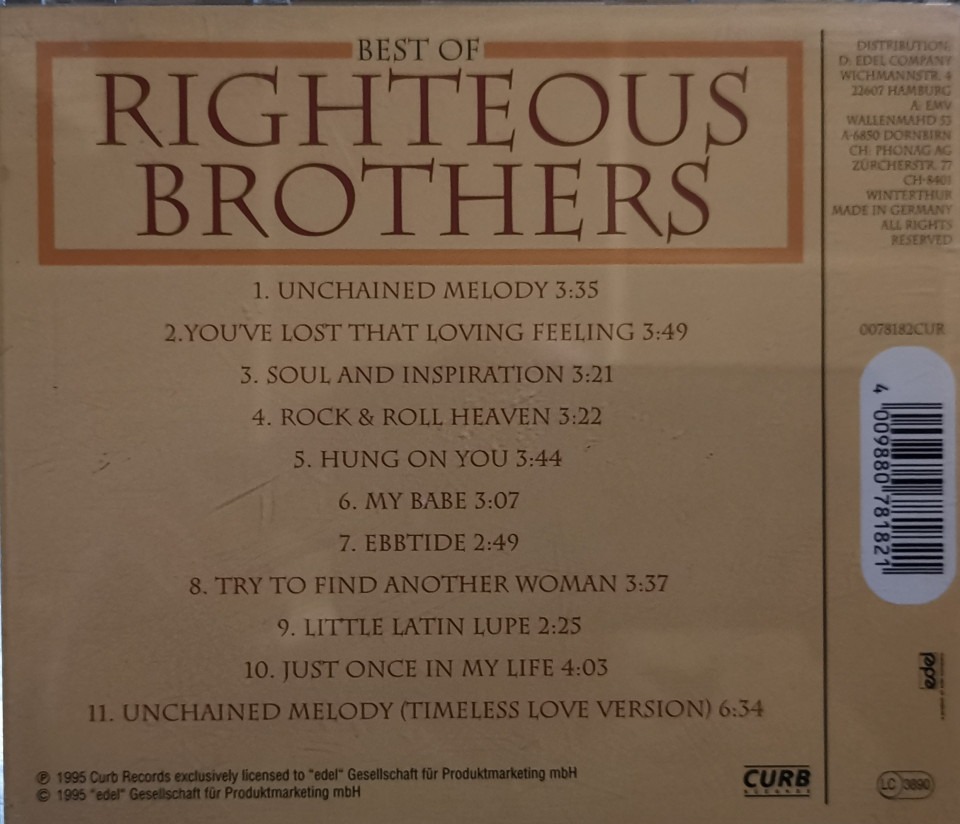 BEST OF
RIGHTEOUS
BROTHERS
1. UNCHAINED MELODY 3:35
2.YOU'VE LOST THAT LOVING FEELING 3:49
3. SOUL AND INSPIRATION 3:21
4. ROCK & ROLL HEAVEN 3:22
5. HUNG ON YOU 3:44
6. MY BABE 3:07
7. EBBTIDE 2:49
8. TRY TO FIND ANOTHER WOMAN 3:37
9. LITTLE LATIN LUPE 2:25
10. JUST ONCE IN MY LIFE 4:03
11. UNCHAINED MELODY (TIMELESS LOVE VERSION) 6:34
℗ 1995 Curb Records exclusively licensed to "edel" Gesellschaft für Produktmarketing mbH
© 1995 "edel" Gesellschaft für Produktmarketing mbH
CURB
RECORDS
DISTRIBUTION:
D: EDEL COMPANY
WICHMANNSTR. 4
22607 HAMBURG
A: EMV
WALLENMAHD 53
A-6850 DORNBIRN
CH: PHONAG AG
ZÜRCHERSTR. 77
CH-8401
WINTERTHUR
MADE IN GERMANY
ALL RIGHTS
RESERVED
0078182CUR
4 009880 781821
edel
LC 3890